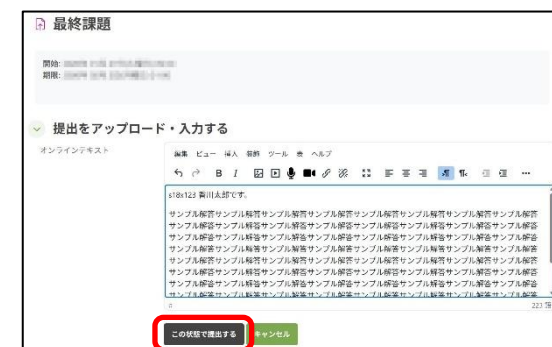 最終課題
開始:
期限:
提出をアップロード・入力する
オンラインテキスト
編集 ビュー 挿入 書式 ツール 表 ヘルプ
s18x123 香川太郎です。
サンプル解答サンプル解答サンプル解答サンプル解答サンプル解答サンプル解答サンプル解答サンプル解答
サンプル解答サンプル解答サンプル解答サンプル解答サンプル解答サンプル解答サンプル解答サンプル解答
サンプル解答サンプル解答サンプル解答サンプル解答サンプル解答サンプル解答サンプル解答サンプル解答
サンプル解答サンプル解答サンプル解答サンプル解答サンプル解答サンプル解答サンプル解答サンプル解答
サンプル解答サンプル解答サンプル解答サンプル解答サンプル解答サンプル解答サンプル解答サンプル解答
サンプル解答サンプル解答サンプル解答サンプル解答サンプル解答サンプル解答サンプル解答サンプル解答
サンプル解答サンプル解答サンプル解答サンプル解答サンプル解答サンプル解答サンプル解答サンプル解答
p
この状態で提出する キャンセル